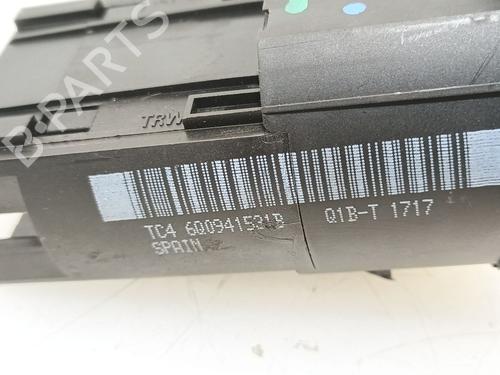 B-PARTS
TRW
TC4 6Q0941531B Q1B-T 1717
SPAIN